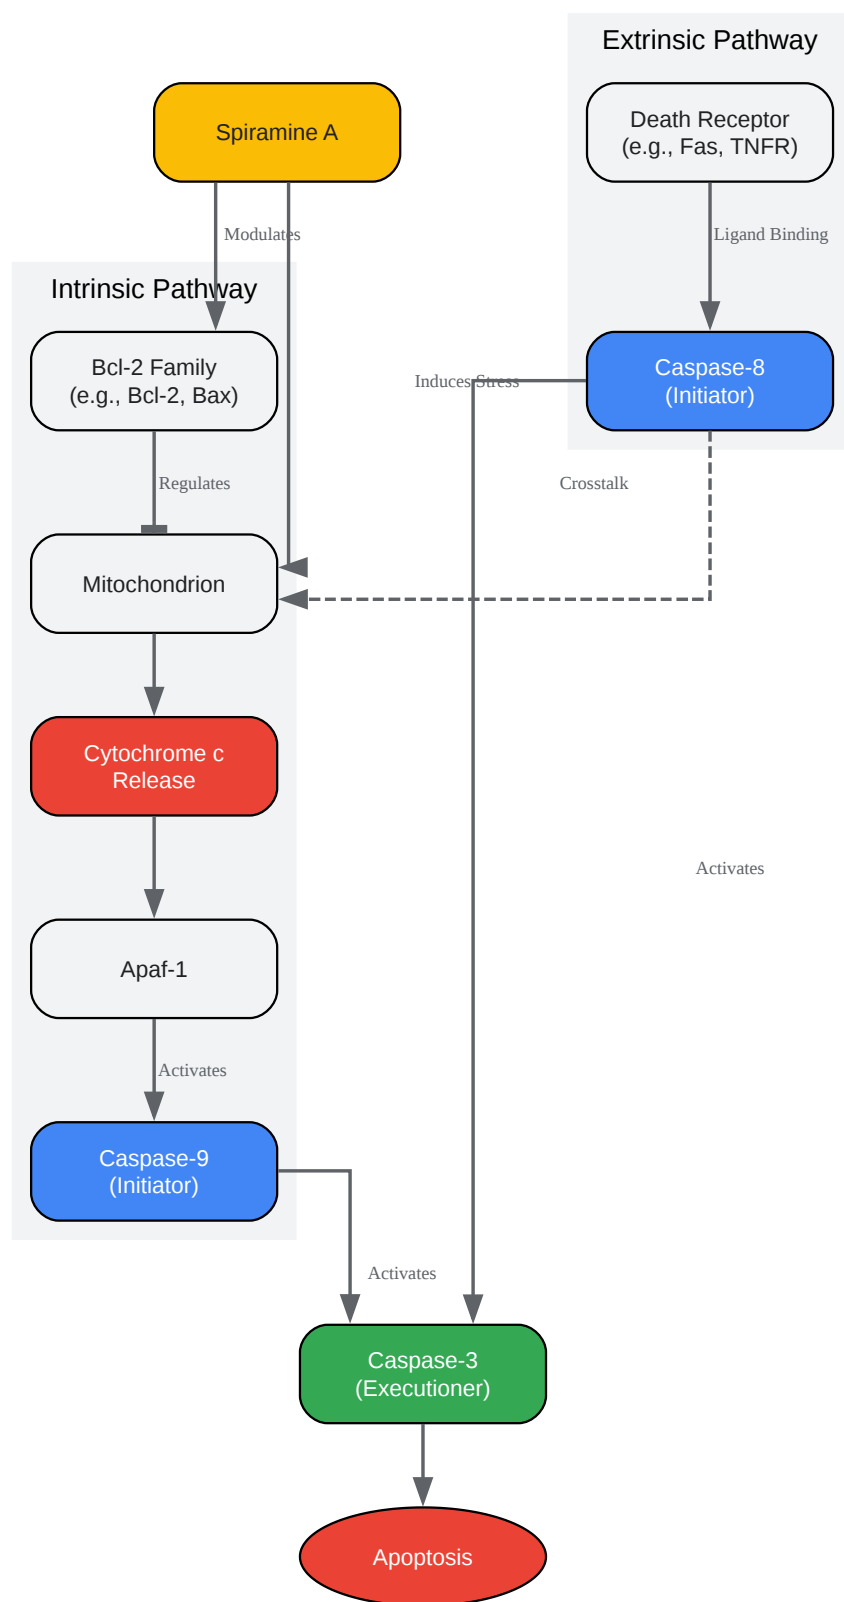 Extrinsic Pathway
Spiramine A
Death Receptor
(e.g., Fas, TNFR)
Modulates
Ligand Binding
Intrinsic Pathway
Bcl-2 Family
(e.g., Bcl-2, Bax)
Induces Stress
Caspase-8
(Initiator)
Regulates
Crosstalk
Mitochondrion
Cytochrome c
Release
Activates
Apaf-1
Activates
Caspase-9
(Initiator)
Activates
Caspase-3
(Executioner)
Apoptosis